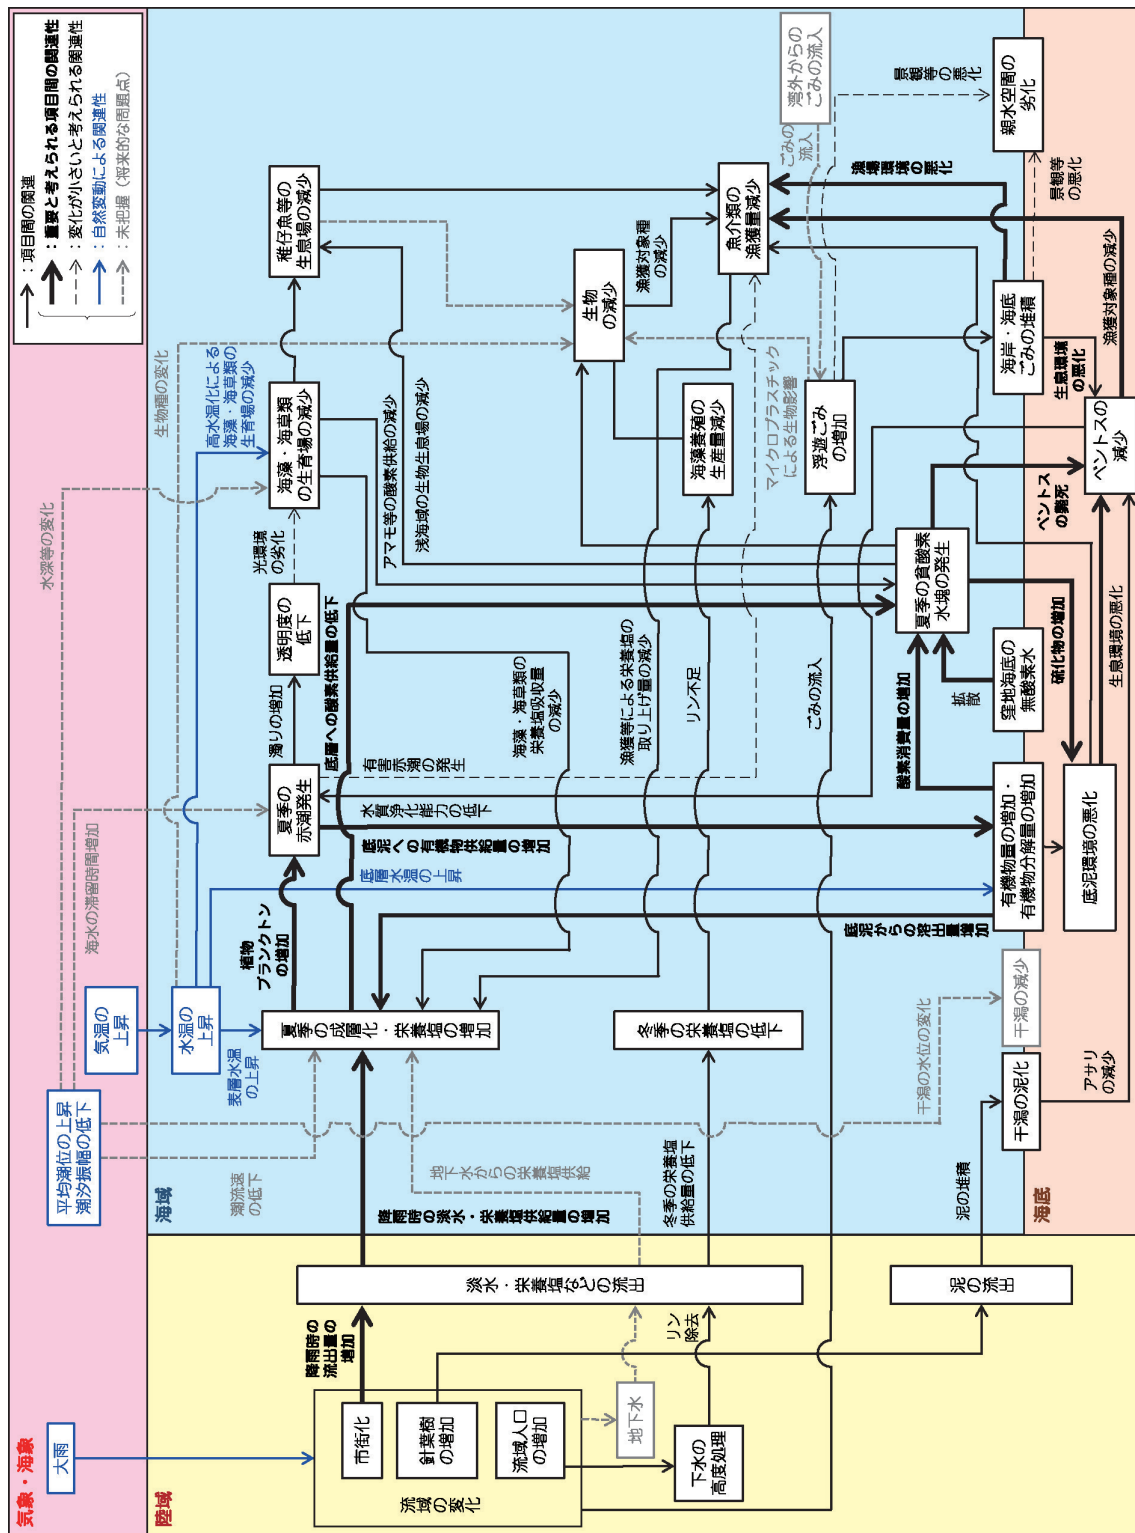 気象・海象
大雨
平均潮位の上昇
潮汐振幅の低下
気温の
上昇
水温の
上昇
→：項目間の関連
→：重要と考えられる項目間の関連性
→：変化が小さいと考えられる関連性
→：自然変動による関連性
→：未把握（将来的な問題点）
陸域
流域の変化
市街化
針葉樹
の増加
流域人口
の増加
地下水
下水の
高度処理
降雨時の
流出量の
増加
リン
除去
淡水・栄養塩などの流出
泥の流出
海域
潮流速
の低下
表層水温
の上昇
海水の滞留時間増加
水深等の変化
生物種の変化
高水温化による
海藻・海草類の
生育場の減少
降雨時の淡水・栄養塩供給量の増加
地下水からの栄養塩供給
冬季の栄養塩
供給量の低下
泥の堆積
夏季の成層化・栄養塩の増加
冬季の栄養塩の低下
干潟の水位の変化
植物
プランクトン
の増加
夏季の
赤潮発生
濁りの増加
透明度の
低下
光環境
の劣化
海藻・海草類
の生育場の減少
稚仔魚等の
生息場の減少
底層への酸素供給量の低下
有害赤潮の発生
水質浄化能力の低下
底泥への有機物供給量の増加
底層水温の上昇
アマモ等の酸素供給の減少
浅海域の生物生息場の減少
海藻・海草類の
栄養塩吸収量
の減少
漁獲等による栄養塩の
取り上げ量の減少
リン不足
ごみの流入
生物
の減少
漁獲対象種
の減少
魚介類の
漁獲量減少
海藻養殖の
生産量減少
マイクロプラスチック
による生物影響
浮遊ごみ
の増加
ごみの
流入
湾外からの
ごみの流入
景観等の悪化
漁場環境の悪化
親水空間の
劣化
景観等
の悪化
海岸・海底
ごみの堆積
生息環境
の悪化
漁獲対象種の減少
夏季の貧酸素
水塊の発生
ベントス
の斃死
ベントスの
減少
酸素消費量の増加
拡散
窪地海底の
無酸素水
硫化物の増加
底泥からの溶出量増加
有機物量の増加・
有機物分解量の増加
底泥環境の悪化
生息環境の悪化
干潟の減少
干潟の泥化
アサリ
の減少
海底